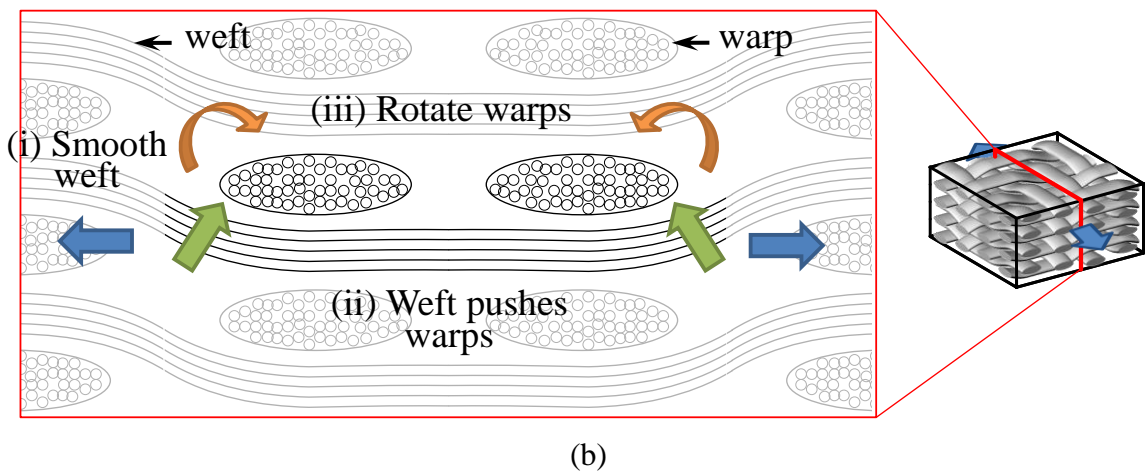 weft
warp
(iii) Rotate warps
(i) Smooth
weft
(ii) Weft pushes
warps
(b)